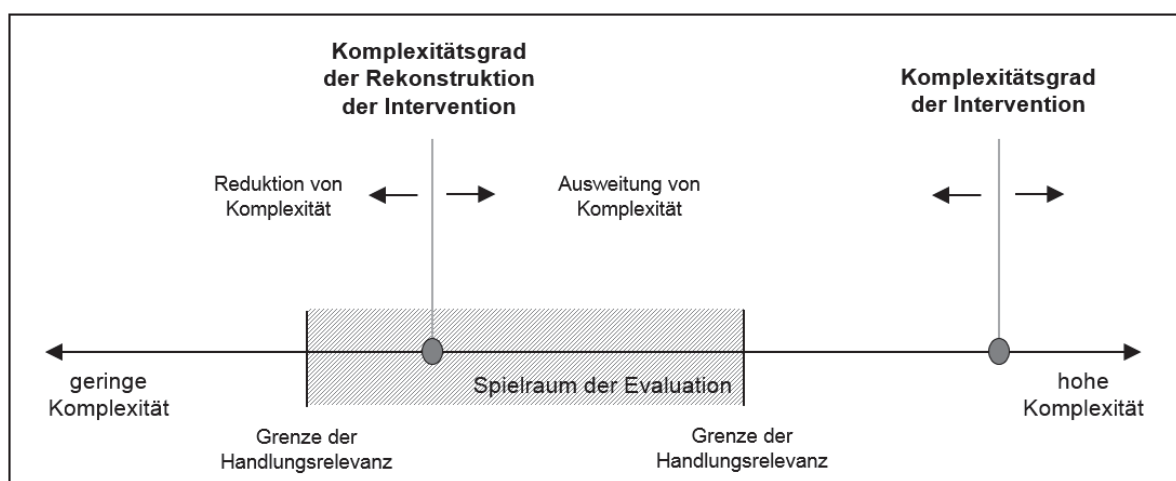 Komplexitätsgrad
der Rekonstruktion
der Intervention
Komplexitätsgrad
der Intervention
Reduktion von
Komplexität
Ausweitung von
Komplexität
geringe
Komplexität
Spielraum der Evaluation
hohe
Komplexität
Grenze der
Handlungsrelevanz
Grenze der
Handlungsrelevanz